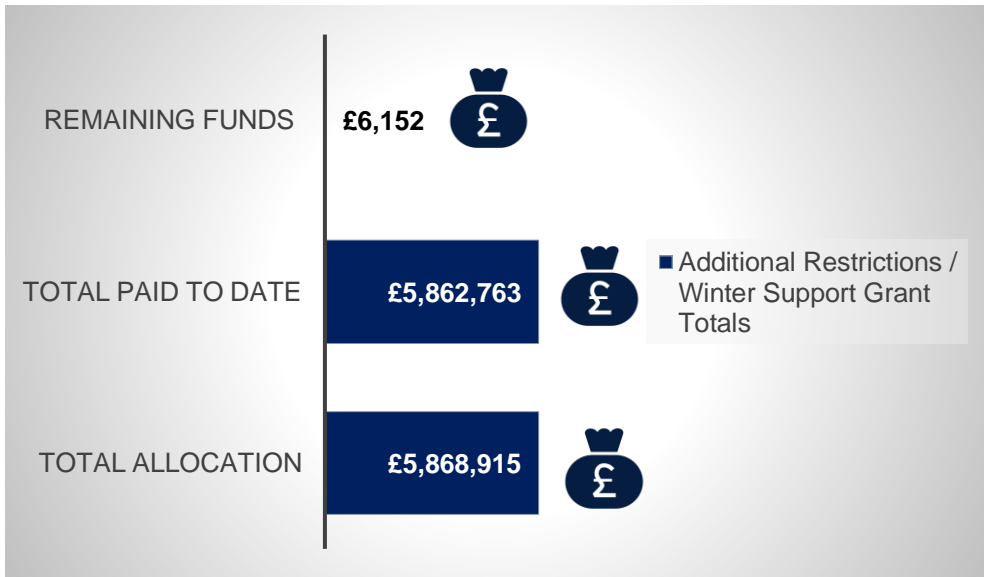 REMAINING FUNDS
£6,152
£
TOTAL PAID TO DATE
£5,862,763
£
Additional Restrictions /
Winter Support Grant
Totals
TOTAL ALLOCATION
£5,868,915
£